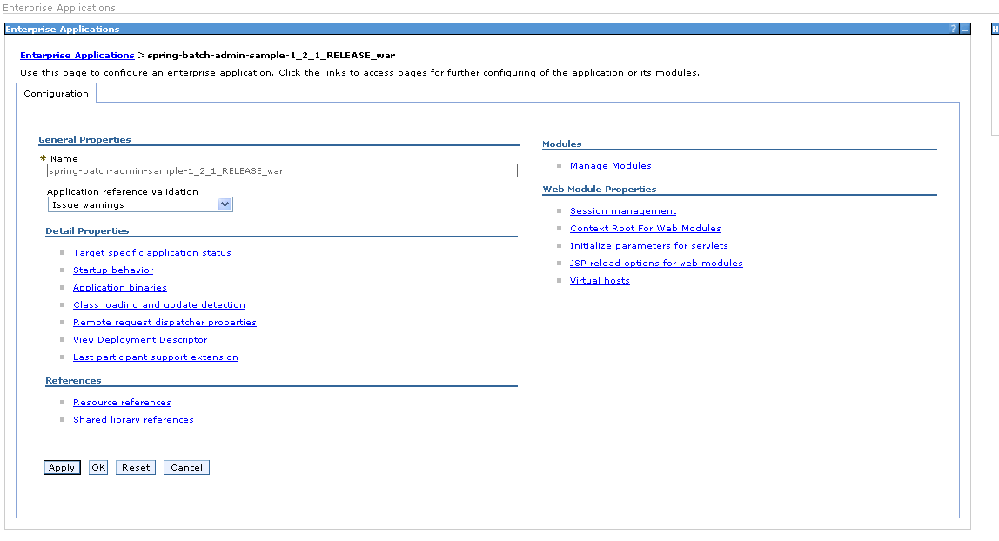 Enterprise Applications
Enterprise Applications ? –
H
Enterprise Applications > spring-batch-admin-sample-1_2_1_RELEASE_war
Use this page to configure an enterprise application. Click the links to access pages for further configuring of the application or its modules.
Configuration
General Properties
* Name
spring-batch-admin-sample-1_2_1_RELEASE_war
Application reference validation
Issue warnings
Detail Properties
Target specific application status
Startup behavior
Application binaries
Class loading and update detection
Remote request dispatcher properties
View Deployment Descriptor
Last participant support extension
References
Resource references
Shared library references
Modules
Manage Modules
Web Module Properties
Session management
Context Root For Web Modules
Initialize parameters for servlets
JSP reload options for web modules
Virtual hosts
Apply OK Reset Cancel